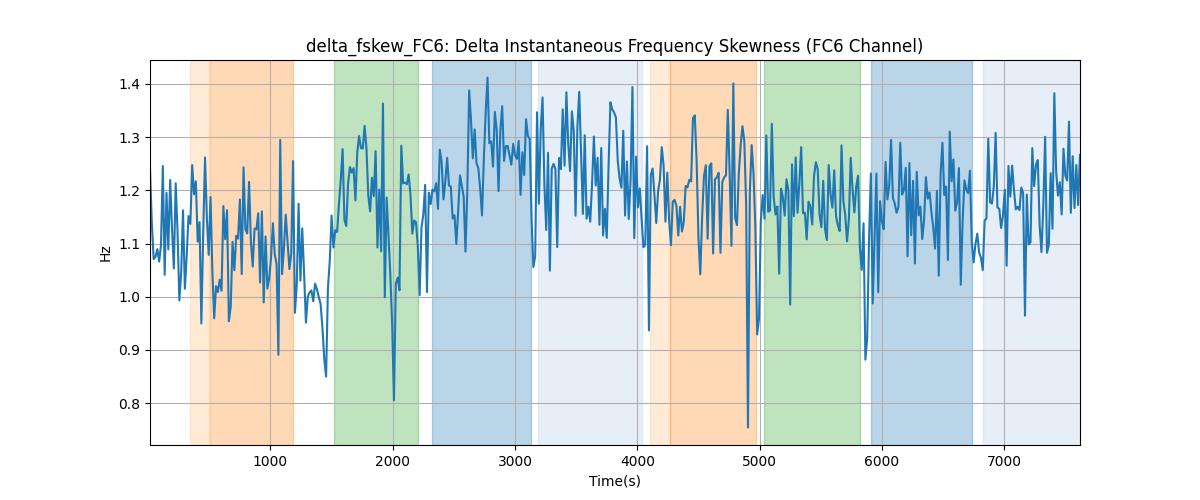 delta_fskew_FC6: Delta Instantaneous Frequency Skewness (FC6 Channel)
1.4
1.3
1.2
1.1
1.0
0.9
0.8
Hz
1000 2000 3000 4000 5000 6000 7000
Time(s)